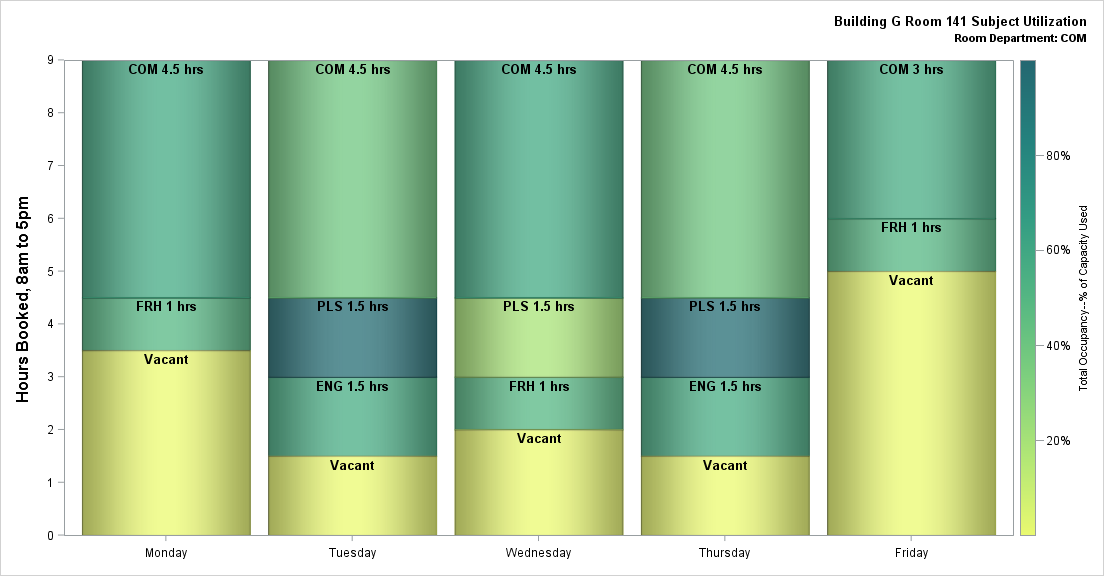 Building G Room 141 Subject Utilization
Room Department: COM
Hours Booked, 8am to 5pm
9
8
7
6
5
4
3
2
1
0
COM 4.5 hrs
FRH 1 hrs
Vacant
COM 4.5 hrs
PLS 1.5 hrs
ENG 1.5 hrs
Vacant
COM 4.5 hrs
PLS 1.5 hrs
FRH 1 hrs
Vacant
COM 4.5 hrs
PLS 1.5 hrs
ENG 1.5 hrs
Vacant
COM 3 hrs
FRH 1 hrs
Vacant
Monday
Tuesday
Wednesday
Thursday
Friday
80%
60%
40%
20%
Total Occupancy--% of Capacity Used